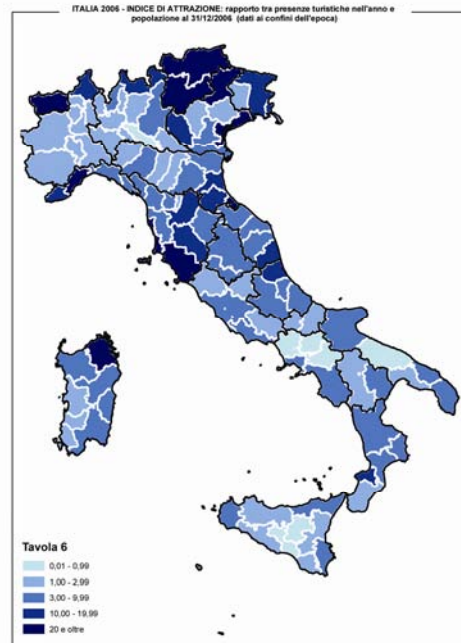 ITALIA 2006 - INDICE DI ATTRAZIONE: rapporto tra presenze turistiche nell'anno e
popolazione al 31/12/2006 (dati ai confini dell'epoca)
Tavola 6
0,01 - 0,99
1,00 - 2,99
3,00 - 9,99
10,00 - 19,99
20 e oltre